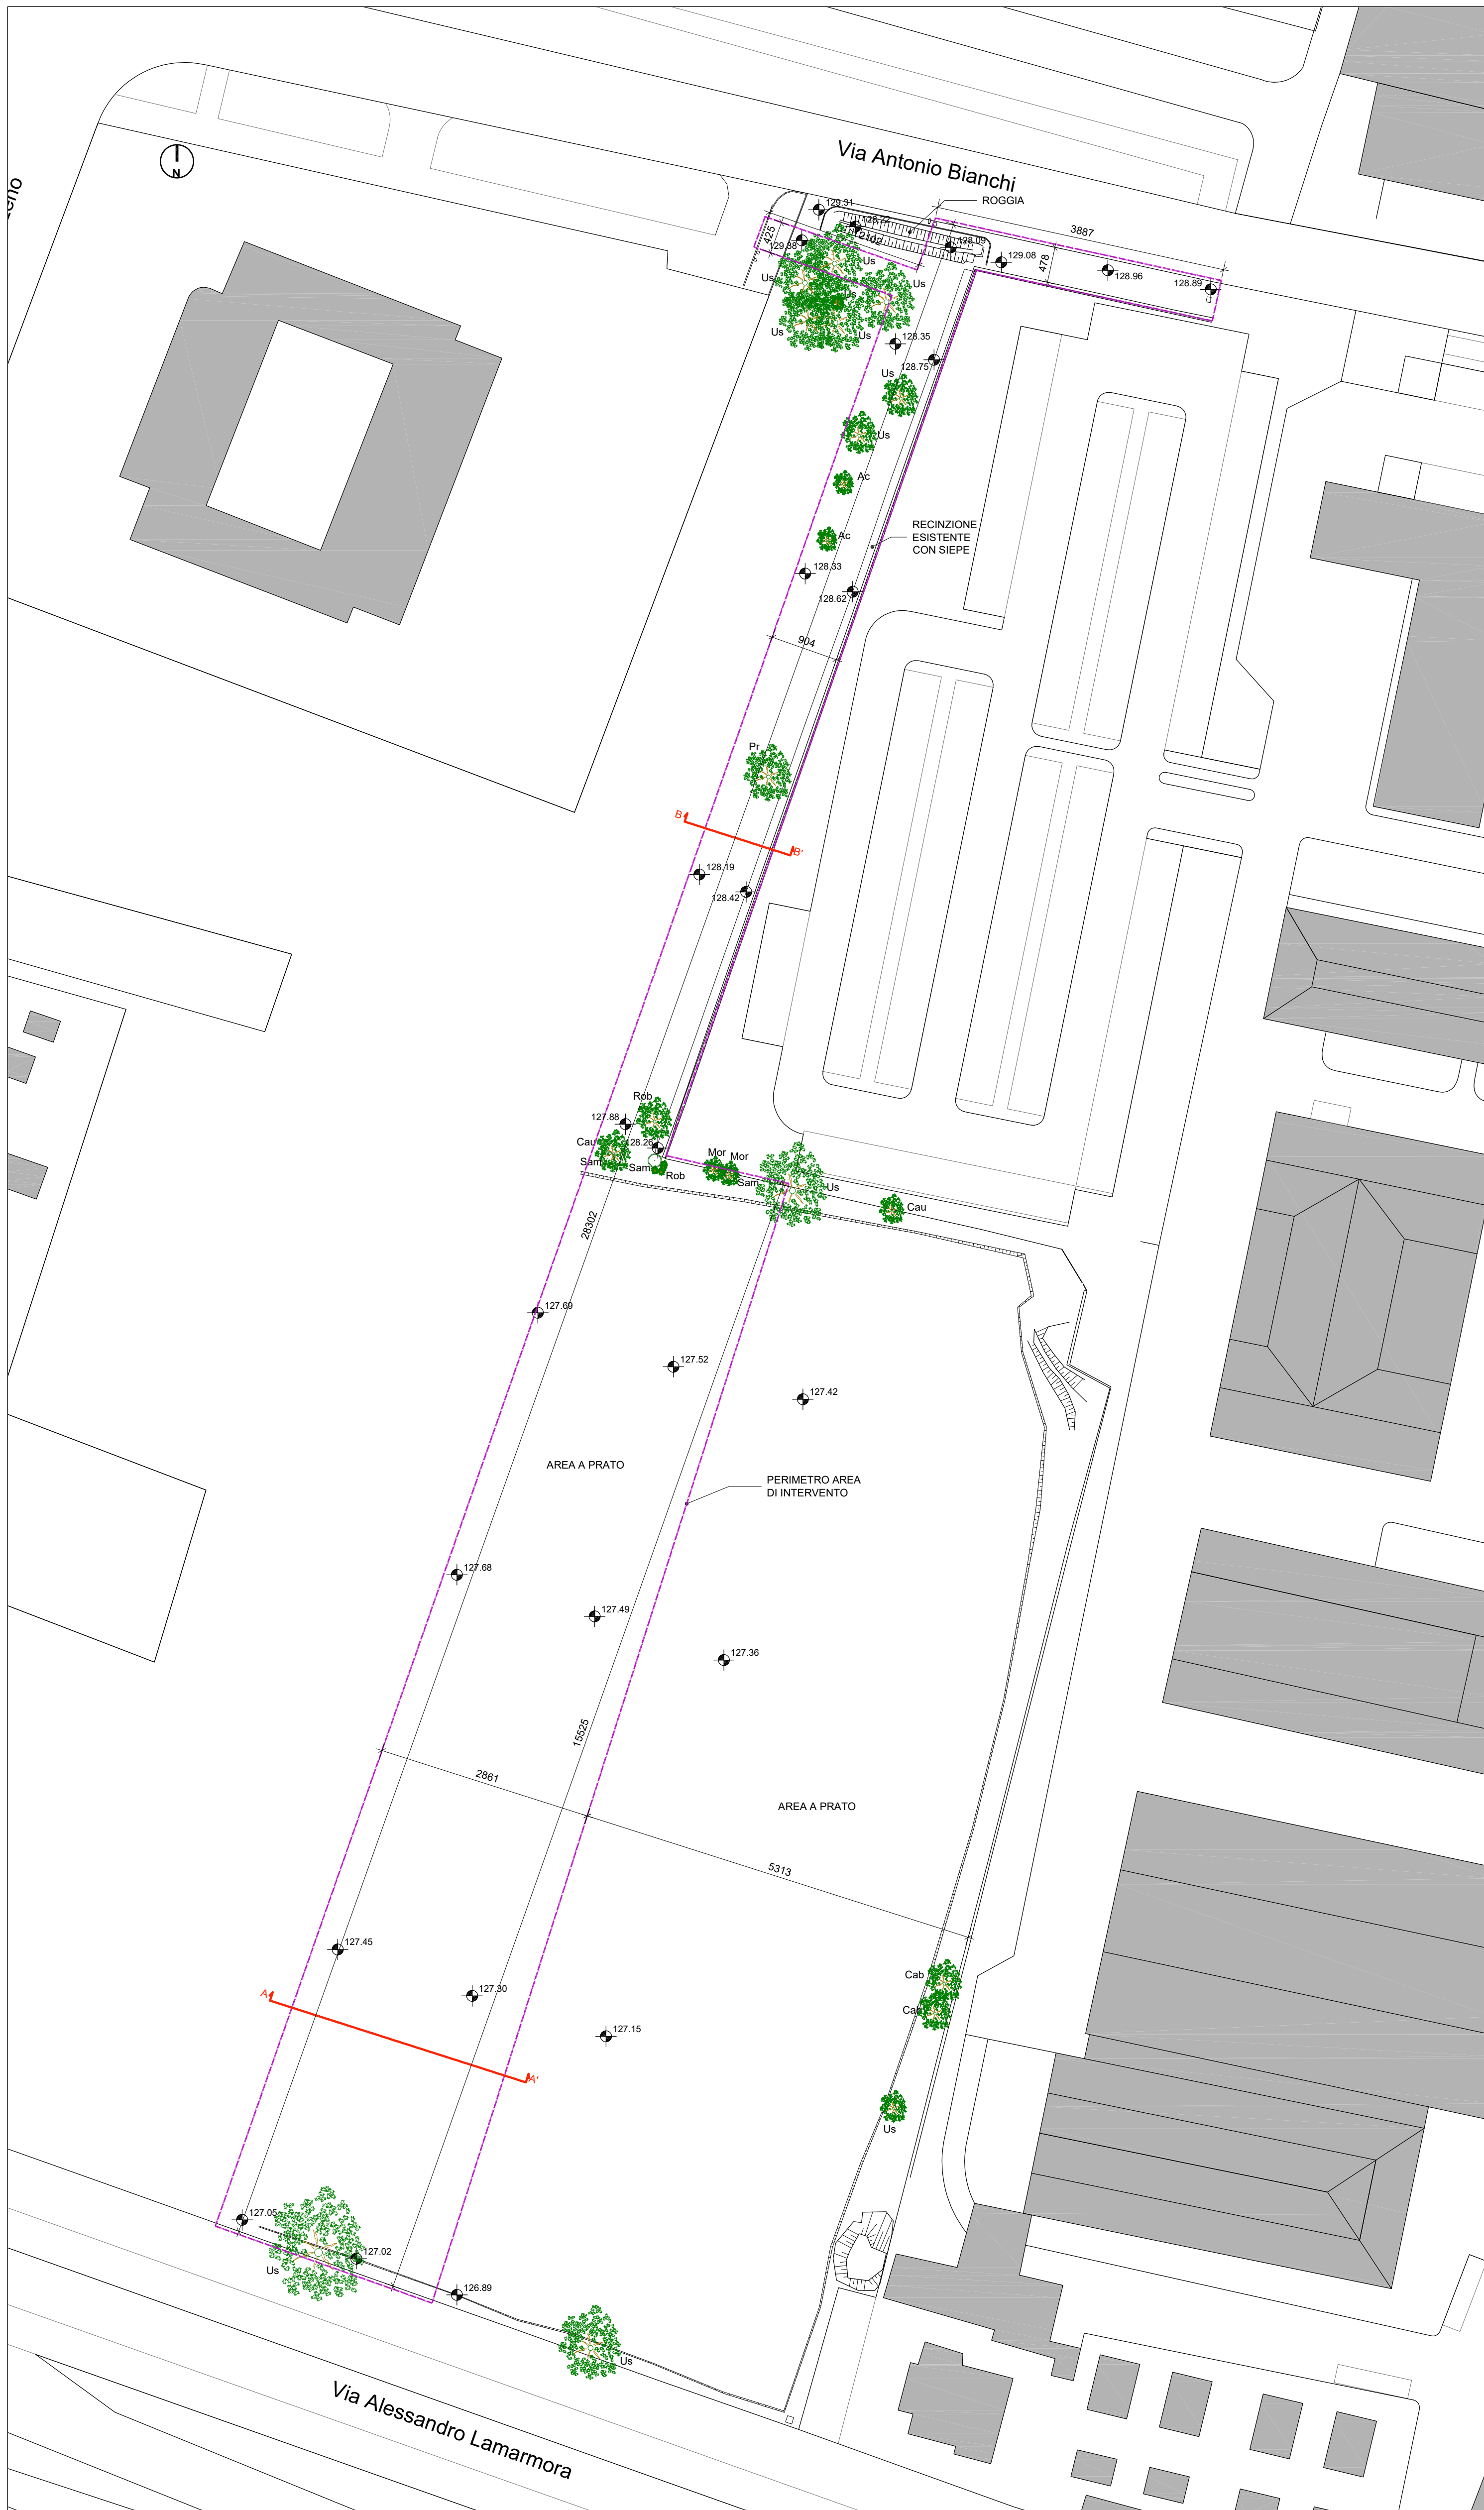 Via Antonio Bianchi
N
ROGGIA
129.31
128.22
3887
425
2102
129.38
128.09
129.08
478
128.96
128.89
Us
Us
Us
Us
Us
Us
128.35
128.75
Us
Us
Ac
RECINZIONE
ESISTENTE
CON SIEPE
Ac
128.33
128.62
904
Pr
B
B'
128.19
128.42
Rob
127.88
Cau
128.26
Mor
Mor
Sam
Sam
Rob
Sam
Us
Cau
28302
127.69
127.52
127.42
AREA A PRATO
PERIMETRO AREA
DI INTERVENTO
127.68
127.49
127.36
15525
2861
AREA A PRATO
5313
127.45
Cab
127.30
A
Cab
127.15
A'
Us
127.05
127.02
Us
126.89
Us
Via Alessandro Lamarmora